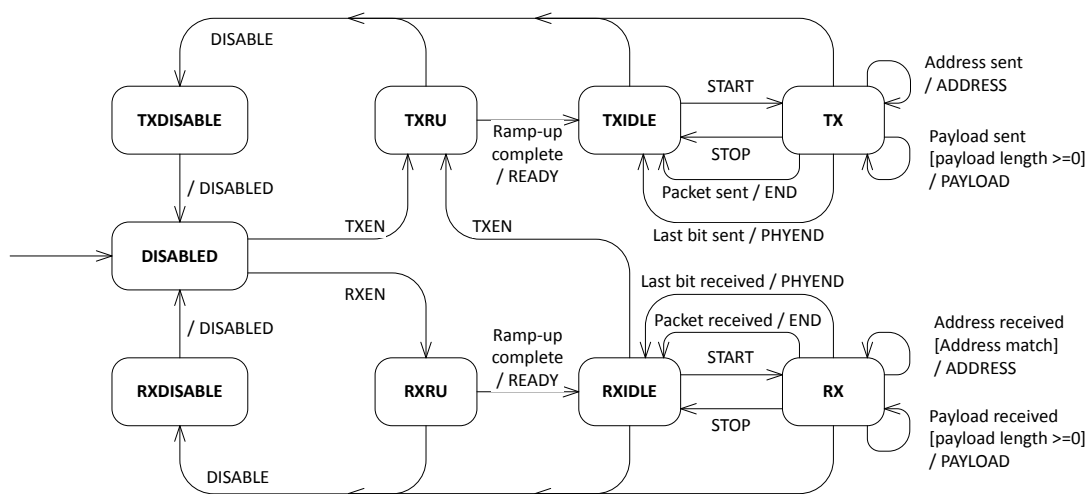 DISABLE
Address sent
/ ADDRESS
START
TXDISABLE
TXRU
TXIDLE
TX
Ramp-up
complete
/ READY
STOP
Payload sent
[payload length >=0]
/ PAYLOAD
/ DISABLED
Packet sent / END
TXEN
TXEN
Last bit sent / PHYEND
DISABLED
RXEN
Last bit received / PHYEND
/ DISABLED
Packet received / END
Address received
[Address match]
/ ADDRESS
Ramp-up
complete
/ READY
START
RXDISABLE
RXRU
RXIDLE
RX
STOP
Payload received
[payload length >=0]
/ PAYLOAD
DISABLE